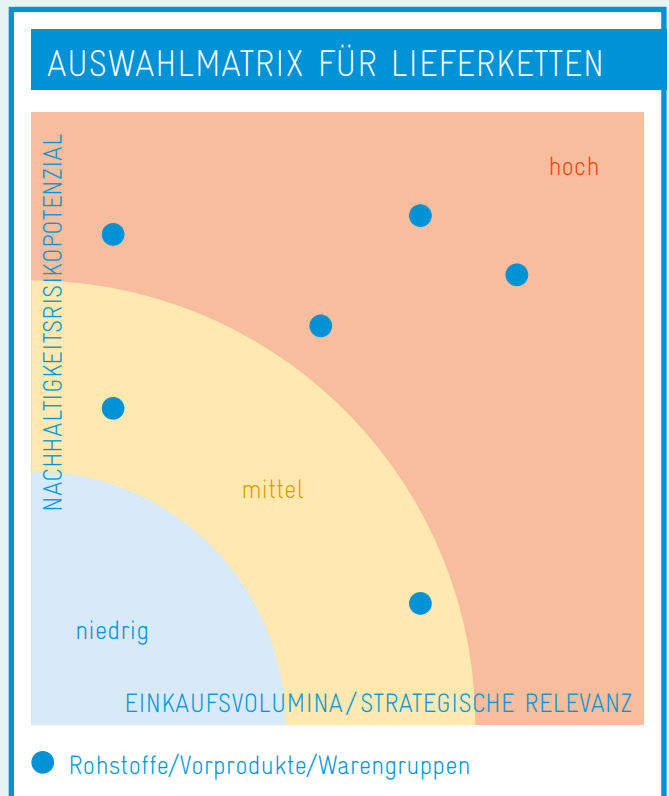 AUSWAHLMATRIX FÜR LIEFERKETTEN
NACHHALTIGKEITSRISIKOPOTENZIAL
hoch
mittel
niedrig
EINKAUFSVOLUMINA/STRATEGISCHE RELEVANZ
Rohstoffe/Vorprodukte/Warengruppen